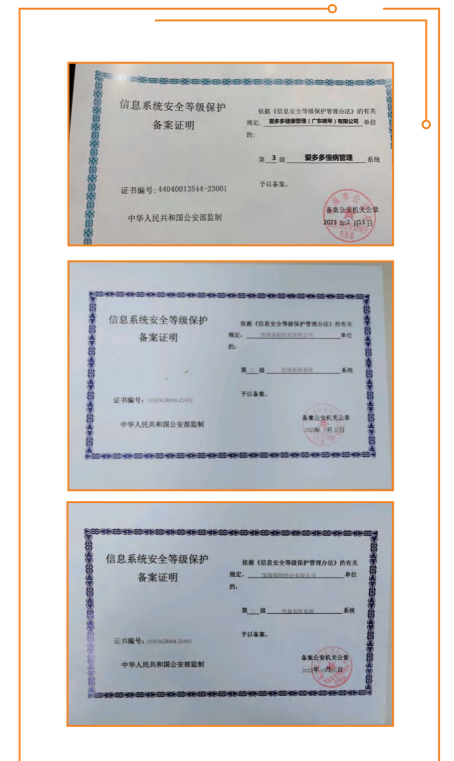 信息系统安全等级保护
备案证明
依据《信息安全等级保护管理办法》的有关
规定, 爱多多健康管理（广东横琴）有限公司 单位
的:
第 3 级 爱多多慢病管理 系统
予以备案。
证书编号: 44040013544-23001
中华人民共和国公安部监制
备案公安机关公章
2023 年 2 月13 日
信息系统安全等级保护
备案证明
依据《信息安全等级保护管理办法》的有关
规定, 单位
的:
第 级 系统
予以备案。
证书编号:
中华人民共和国公安部监制
备案公安机关公章
年 月 日
信息系统安全等级保护
备案证明
依据《信息安全等级保护管理办法》的有关
规定, 单位
的:
第 级 系统
予以备案。
证书编号:
中华人民共和国公安部监制
备案公安机关公章
年 月 日